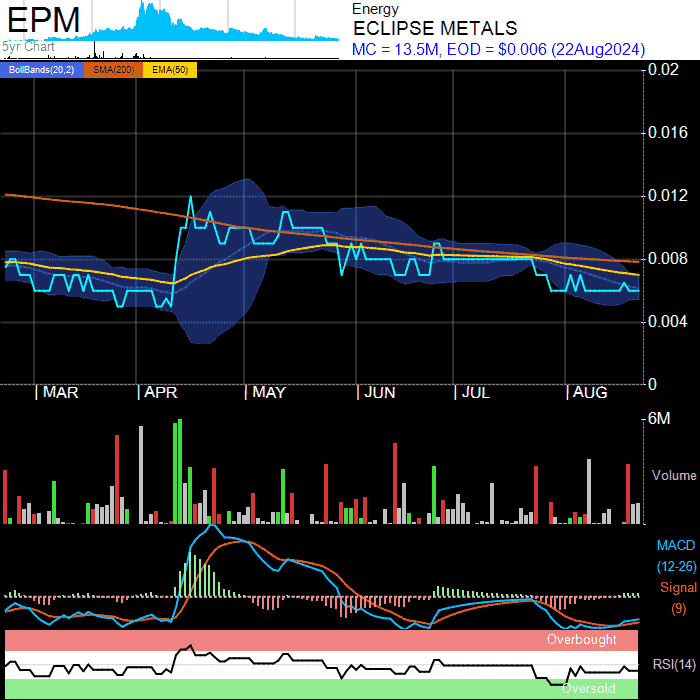 EPM
5yr Chart
Energy
ECLIPSE METALS
MC = 13.5M, EOD = $0.006 (22Aug2024)
BollBands(20,2) SMA(200) EMA(50)
0.02
0.016
0.012
0.008
0.004
0
MAR APR MAY JUN JUL AUG
6M
Volume
MACD
(12-26)
Signal
(9)
Overbought
RSI(14)
Oversold